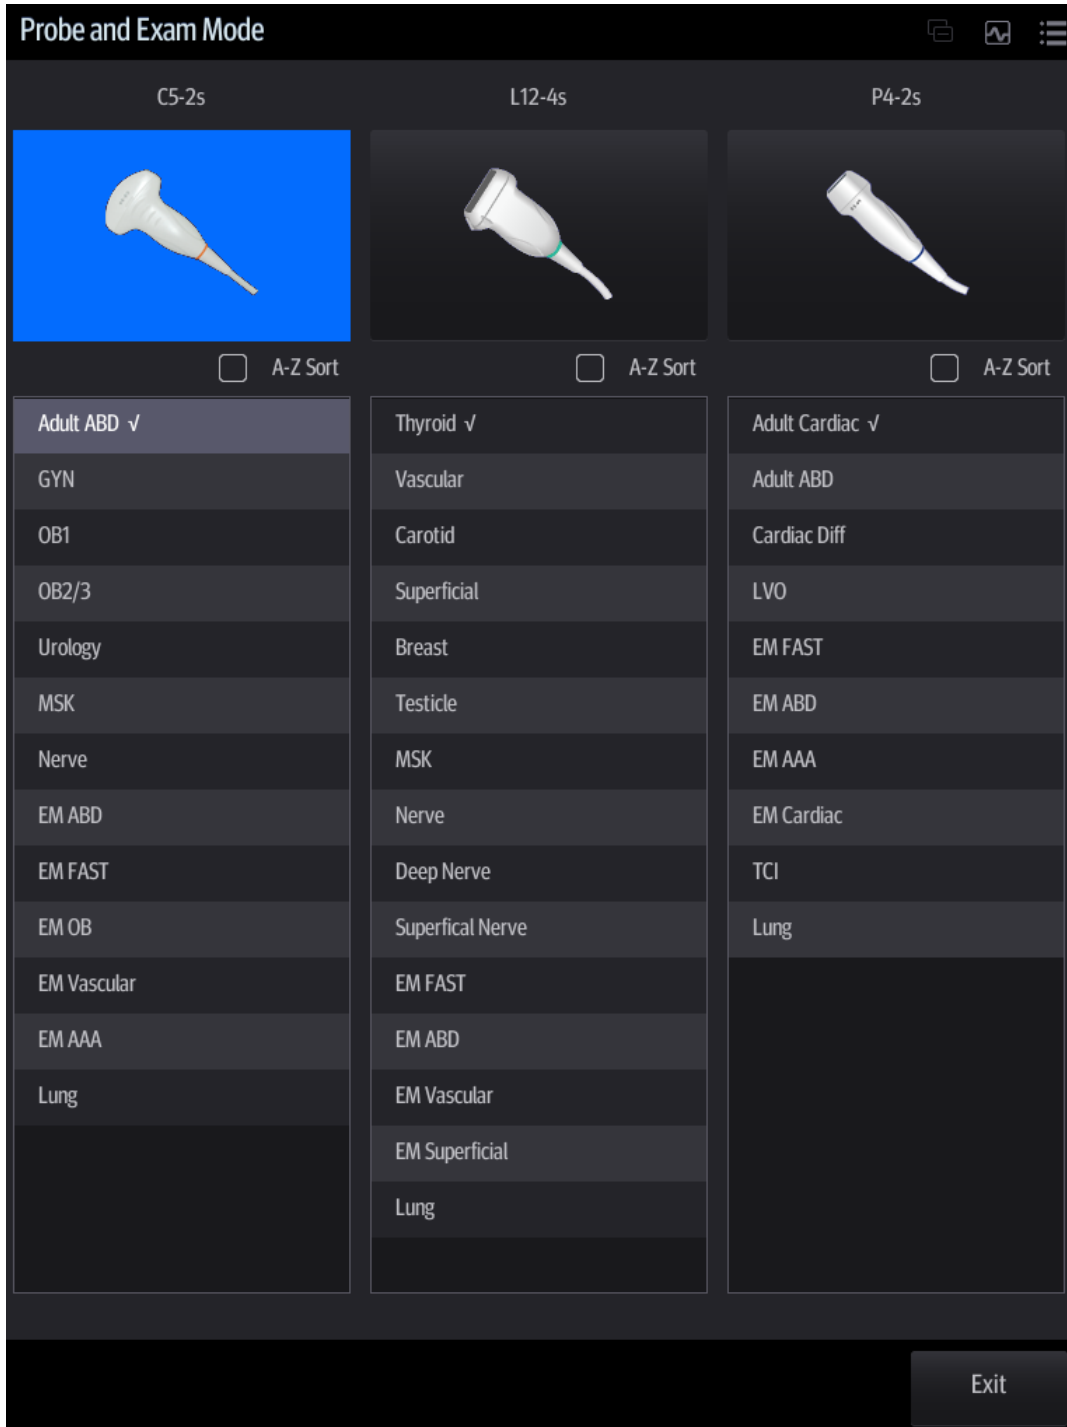 Probe and Exam Mode
C5-2s
L12-4s
P4-2s
A-Z Sort
A-Z Sort
A-Z Sort
Adult ABD √
GYN
OB1
OB2/3
Urology
MSK
Nerve
EM ABD
EM FAST
EM OB
EM Vascular
EM AAA
Lung
Thyroid √
Vascular
Carotid
Superficial
Breast
Testicle
MSK
Nerve
Deep Nerve
Superfical Nerve
EM FAST
EM ABD
EM Vascular
EM Superficial
Lung
Adult Cardiac √
Adult ABD
Cardiac Diff
LVO
EM FAST
EM ABD
EM AAA
EM Cardiac
TCI
Lung
Exit